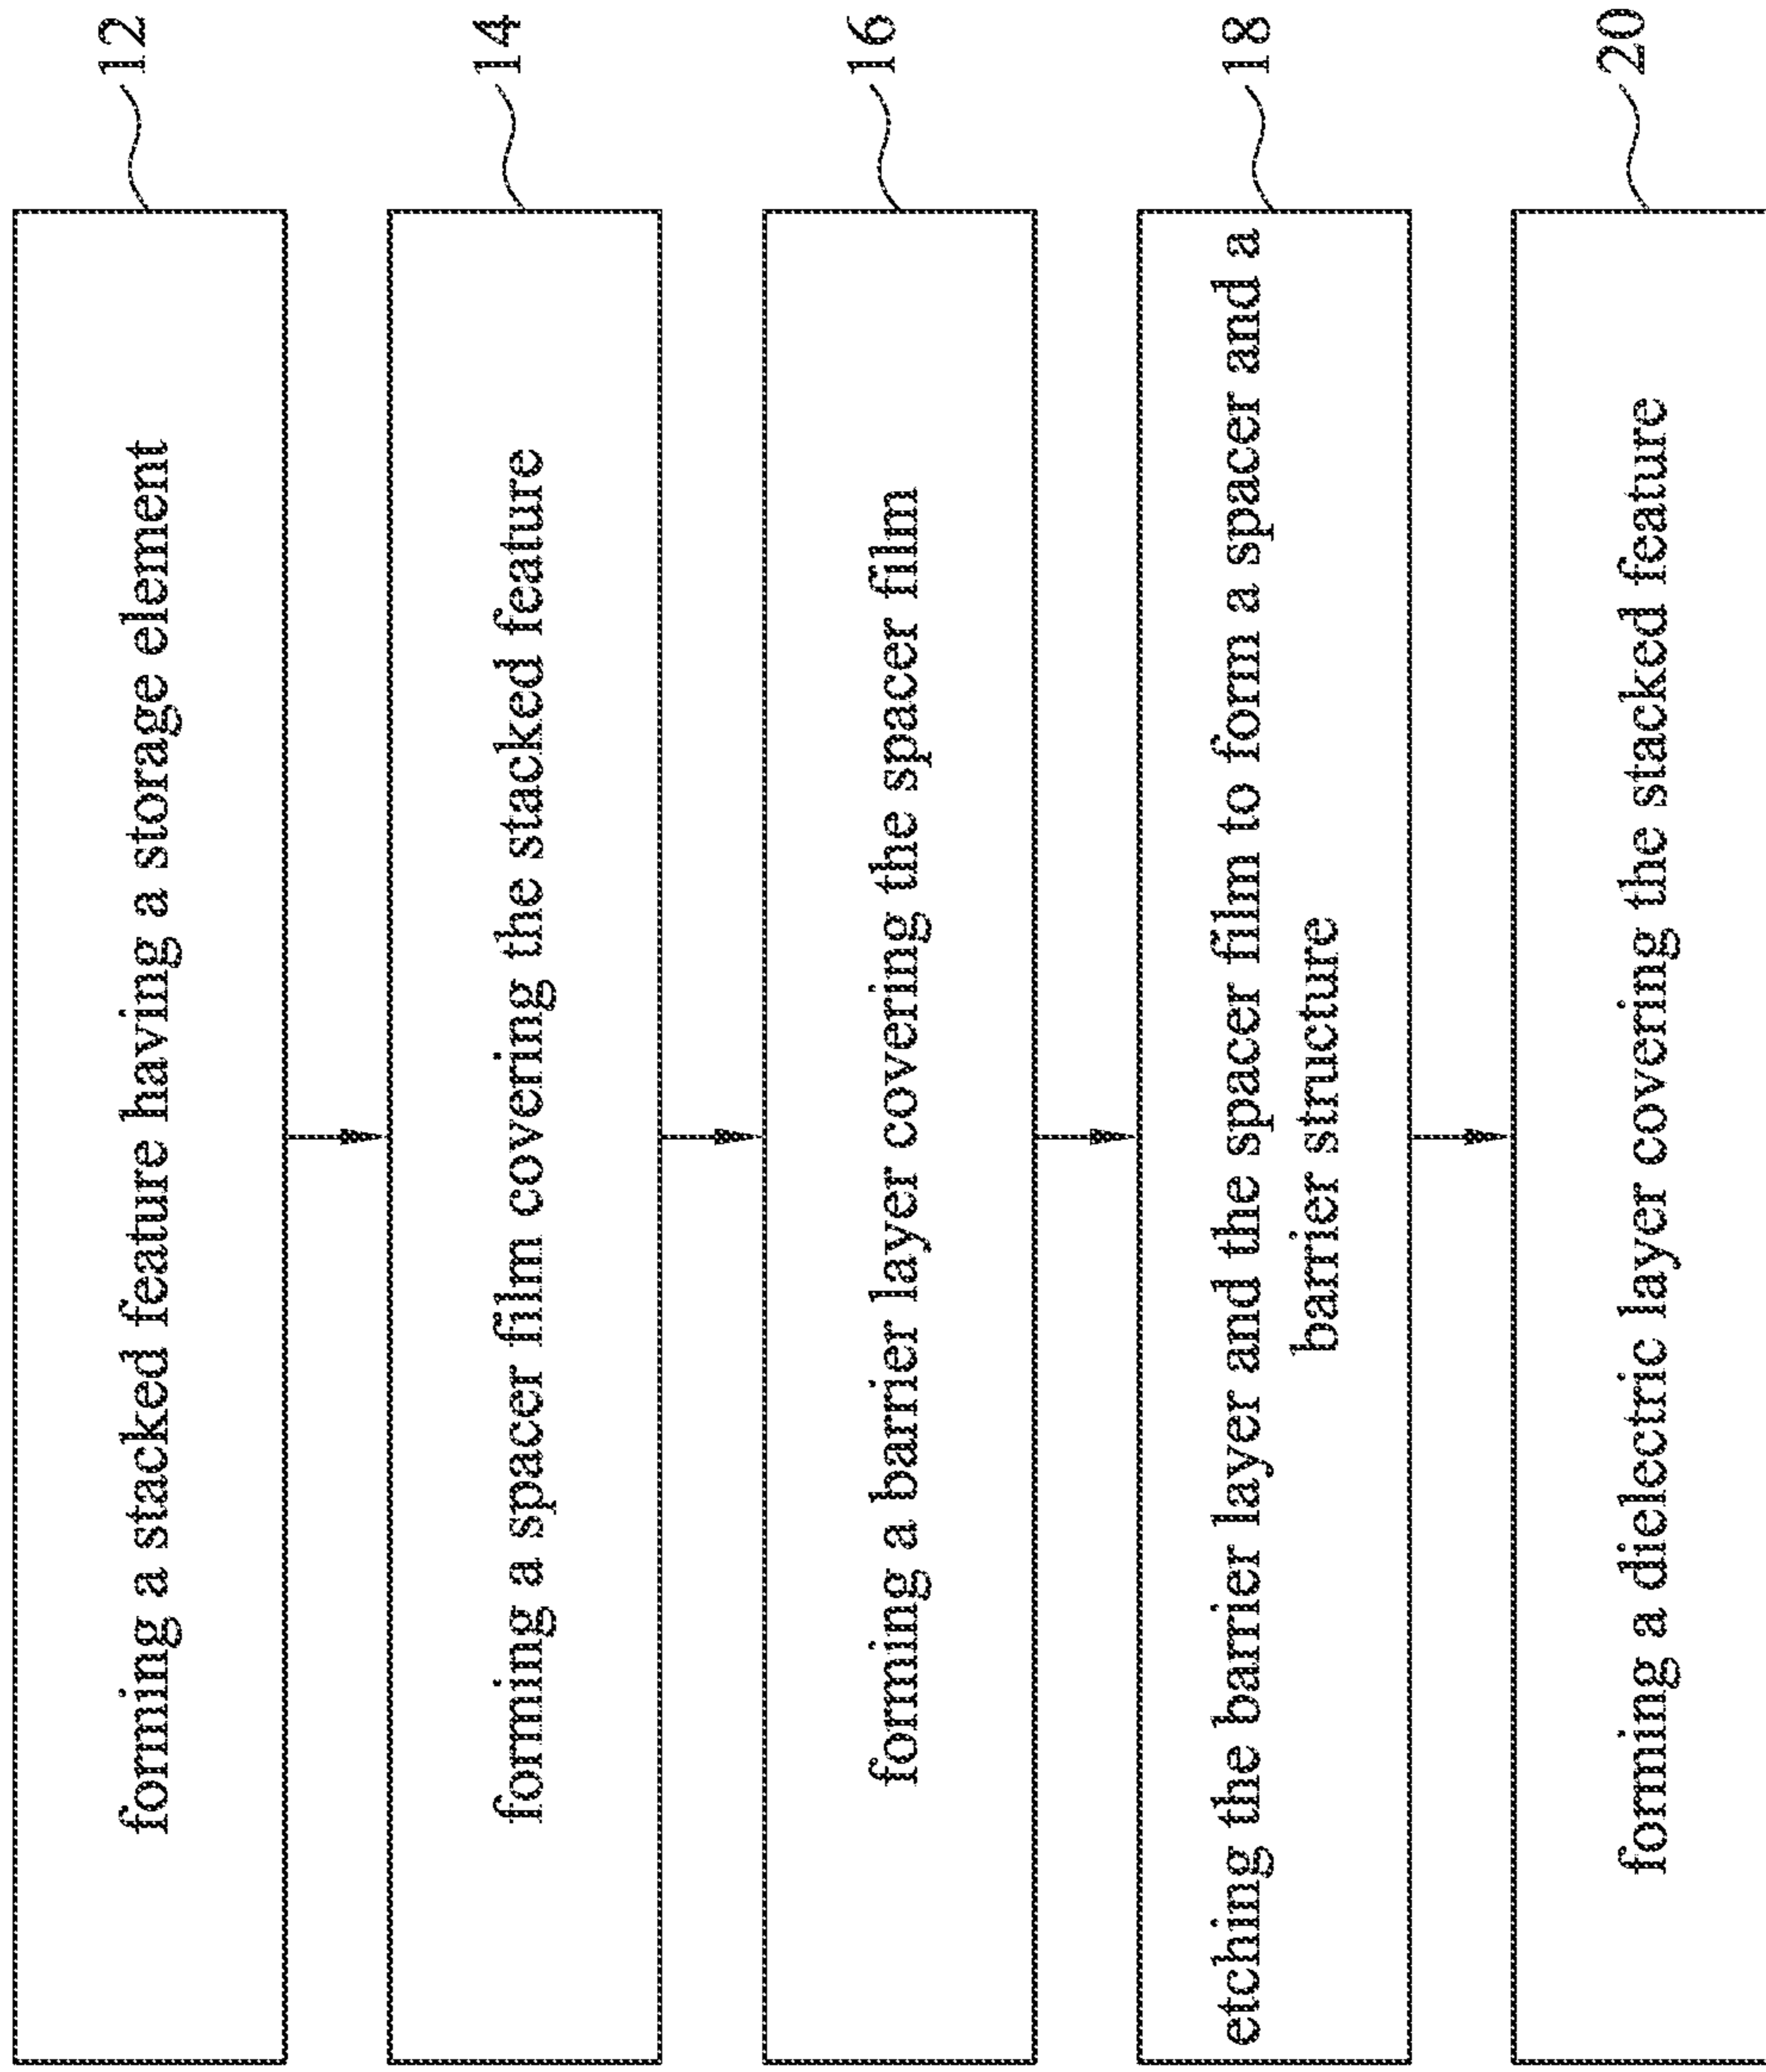 forming a stacked feature having a storage element
12
forming a spacer film covering the stacked feature
14
forming a barrier layer covering the spacer film
16
etching the barrier layer and the spacer film to form a spacer and a
barrier structure
18
forming a dielectric layer covering the stacked feature
20